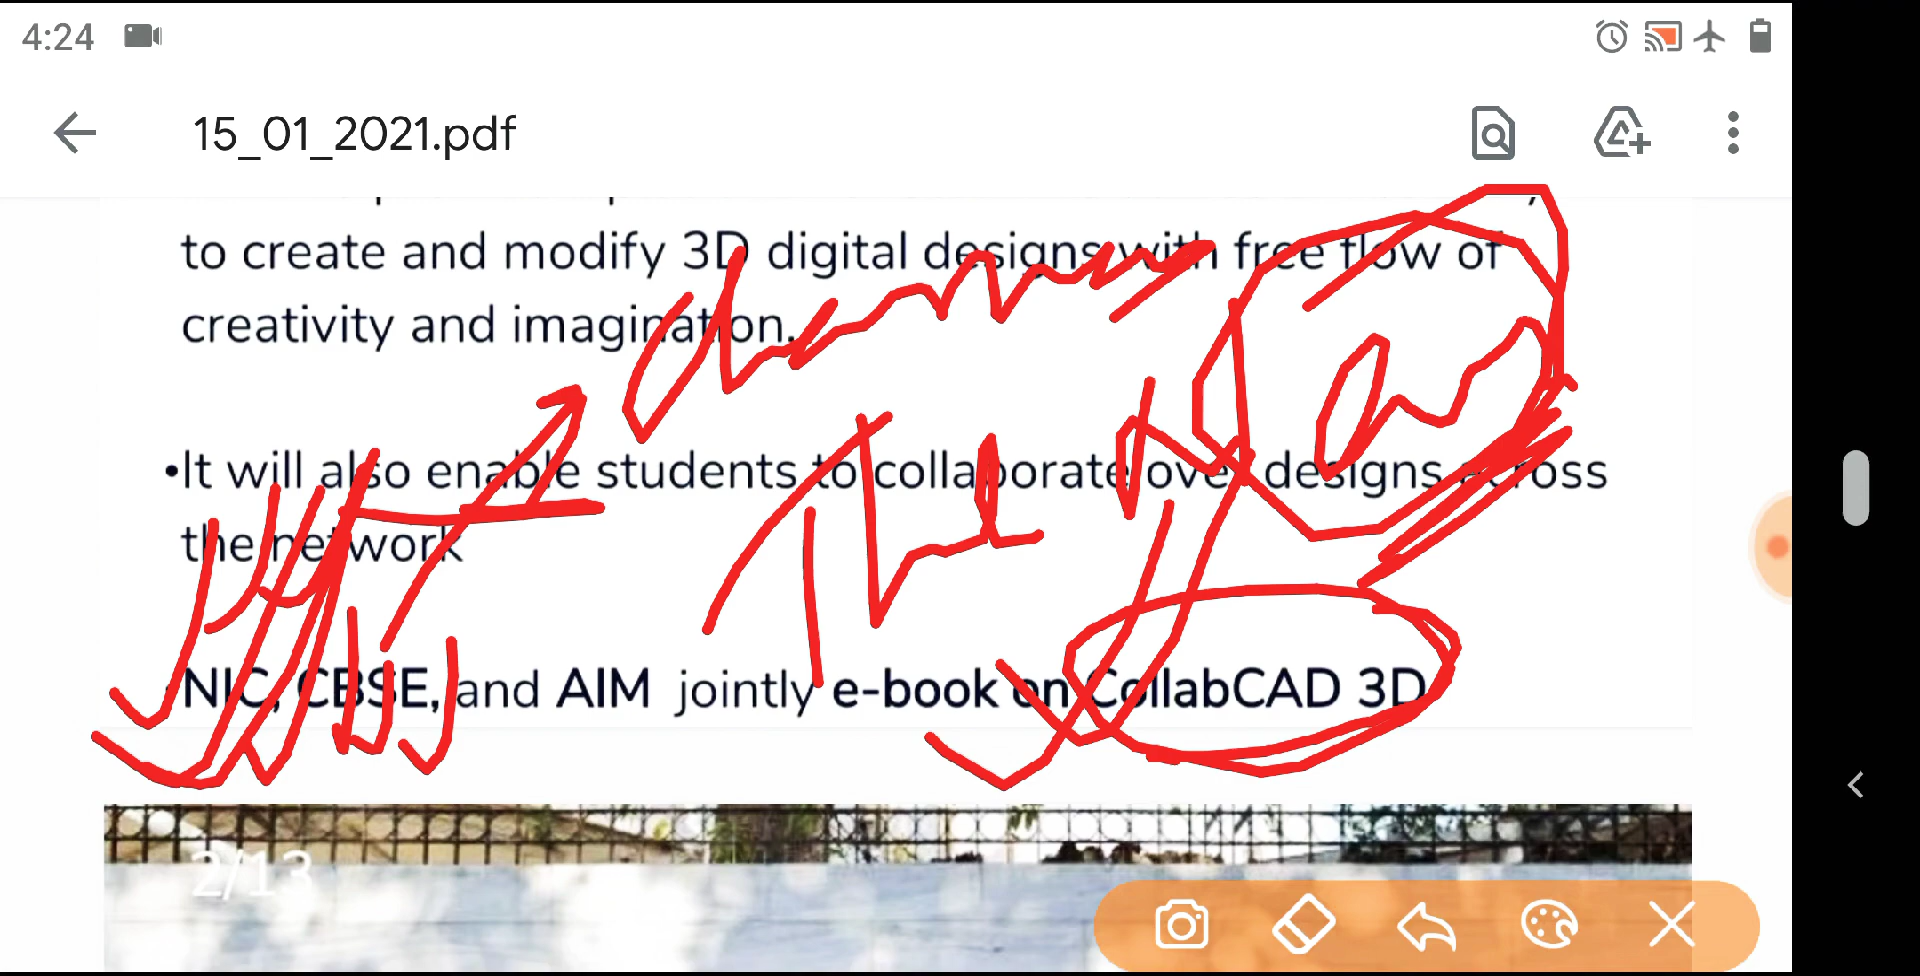 4:24
15_01_2021.pdf
to create and modify 3D digital designs with free flow of
creativity and imagination.
•It will also enable students to collaborate over designs across
the network
NIC, CBSE, and AIM jointly e-book on CollabCAD 3D
2/13